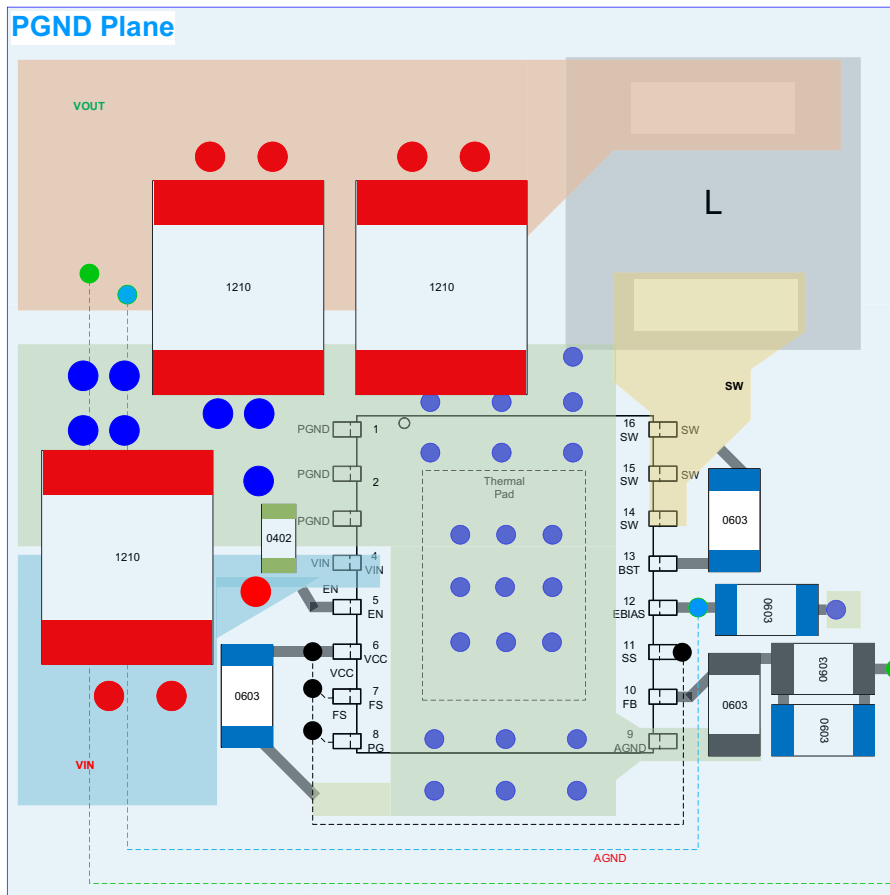 PGND Plane
VOUT
L
1210
1210
SW
PGND
1
16
SW
SW
PGND
2
15
SW
SW
Thermal
Pad
1210
0402
PGND
14
SW
0603
VIN
4
VIN
13
BST
EN
5
EN
12
EBIAS
0603
6
VCC
VCC
11
SS
0603
7
FS
FS
10
FB
0603
0603
0603
8
PG
9
AGND
VIN
AGND